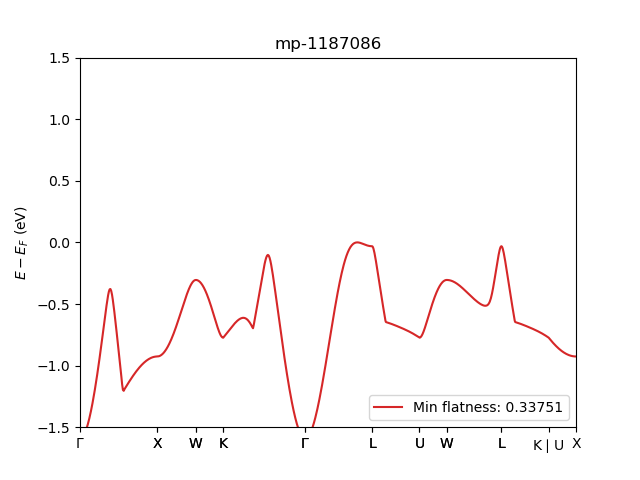 mp-1187086
E − E_F (eV)
1.5
1.0
0.5
0.0
−0.5
−1.0
−1.5
Min flatness: 0.33751
Γ X W K Γ L U W L K | U X